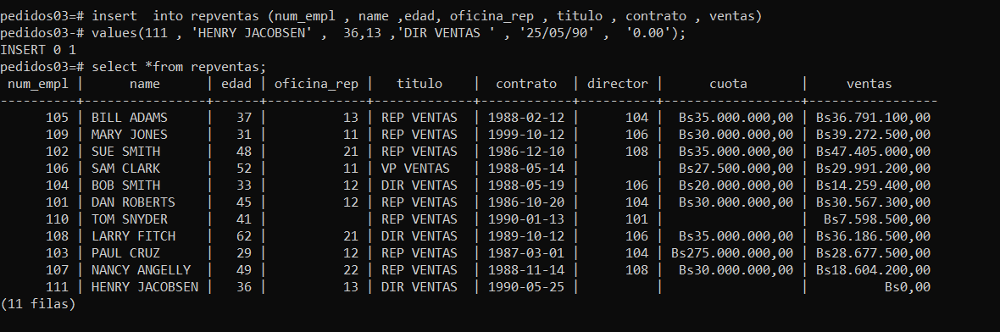 pedidos03=# insert  into repventas (num_empl , name ,edad, oficina_rep , titulo , contrato , ventas)
pedidos03-# values(111 , 'HENRY JACOBSEN' ,  36,13 ,'DIR VENTAS ' , '25/05/90' ,  '0.00');
INSERT 0 1
pedidos03=# select *from repventas;
 num_empl |      name      | edad | oficina_rep |   titulo    |  contrato  | director |      cuota       |     ventas
----------+----------------+------+-------------+-------------+------------+----------+------------------+-----------------
      105 | BILL ADAMS     |   37 |          13 | REP VENTAS  | 1988-02-12 |      104 |  Bs35.000.000,00 | Bs36.791.100,00
      109 | MARY JONES     |   31 |          11 | REP VENTAS  | 1999-10-12 |      106 |  Bs30.000.000,00 | Bs39.272.500,00
      102 | SUE SMITH      |   48 |          21 | REP VENTAS  | 1986-12-10 |      108 |  Bs35.000.000,00 | Bs47.405.000,00
      106 | SAM CLARK      |   52 |          11 | VP VENTAS   | 1988-05-14 |          |  Bs27.500.000,00 | Bs29.991.200,00
      104 | BOB SMITH      |   33 |          12 | DIR VENTAS  | 1988-05-19 |      106 |  Bs20.000.000,00 | Bs14.259.400,00
      101 | DAN ROBERTS    |   45 |          12 | REP VENTAS  | 1986-10-20 |      104 |  Bs30.000.000,00 | Bs30.567.300,00
      110 | TOM SNYDER     |   41 |             | REP VENTAS  | 1990-01-13 |      101 |                  |  Bs7.598.500,00
      108 | LARRY FITCH    |   62 |          21 | DIR VENTAS  | 1989-10-12 |      106 |  Bs35.000.000,00 | Bs36.186.500,00
      103 | PAUL CRUZ      |   29 |          12 | REP VENTAS  | 1987-03-01 |      104 | Bs275.000.000,00 | Bs28.677.500,00
      107 | NANCY ANGELLY  |   49 |          22 | REP VENTAS  | 1988-11-14 |      108 |  Bs30.000.000,00 | Bs18.604.200,00
      111 | HENRY JACOBSEN |   36 |          13 | DIR VENTAS  | 1990-05-25 |          |                  |          Bs0,00
(11 filas)